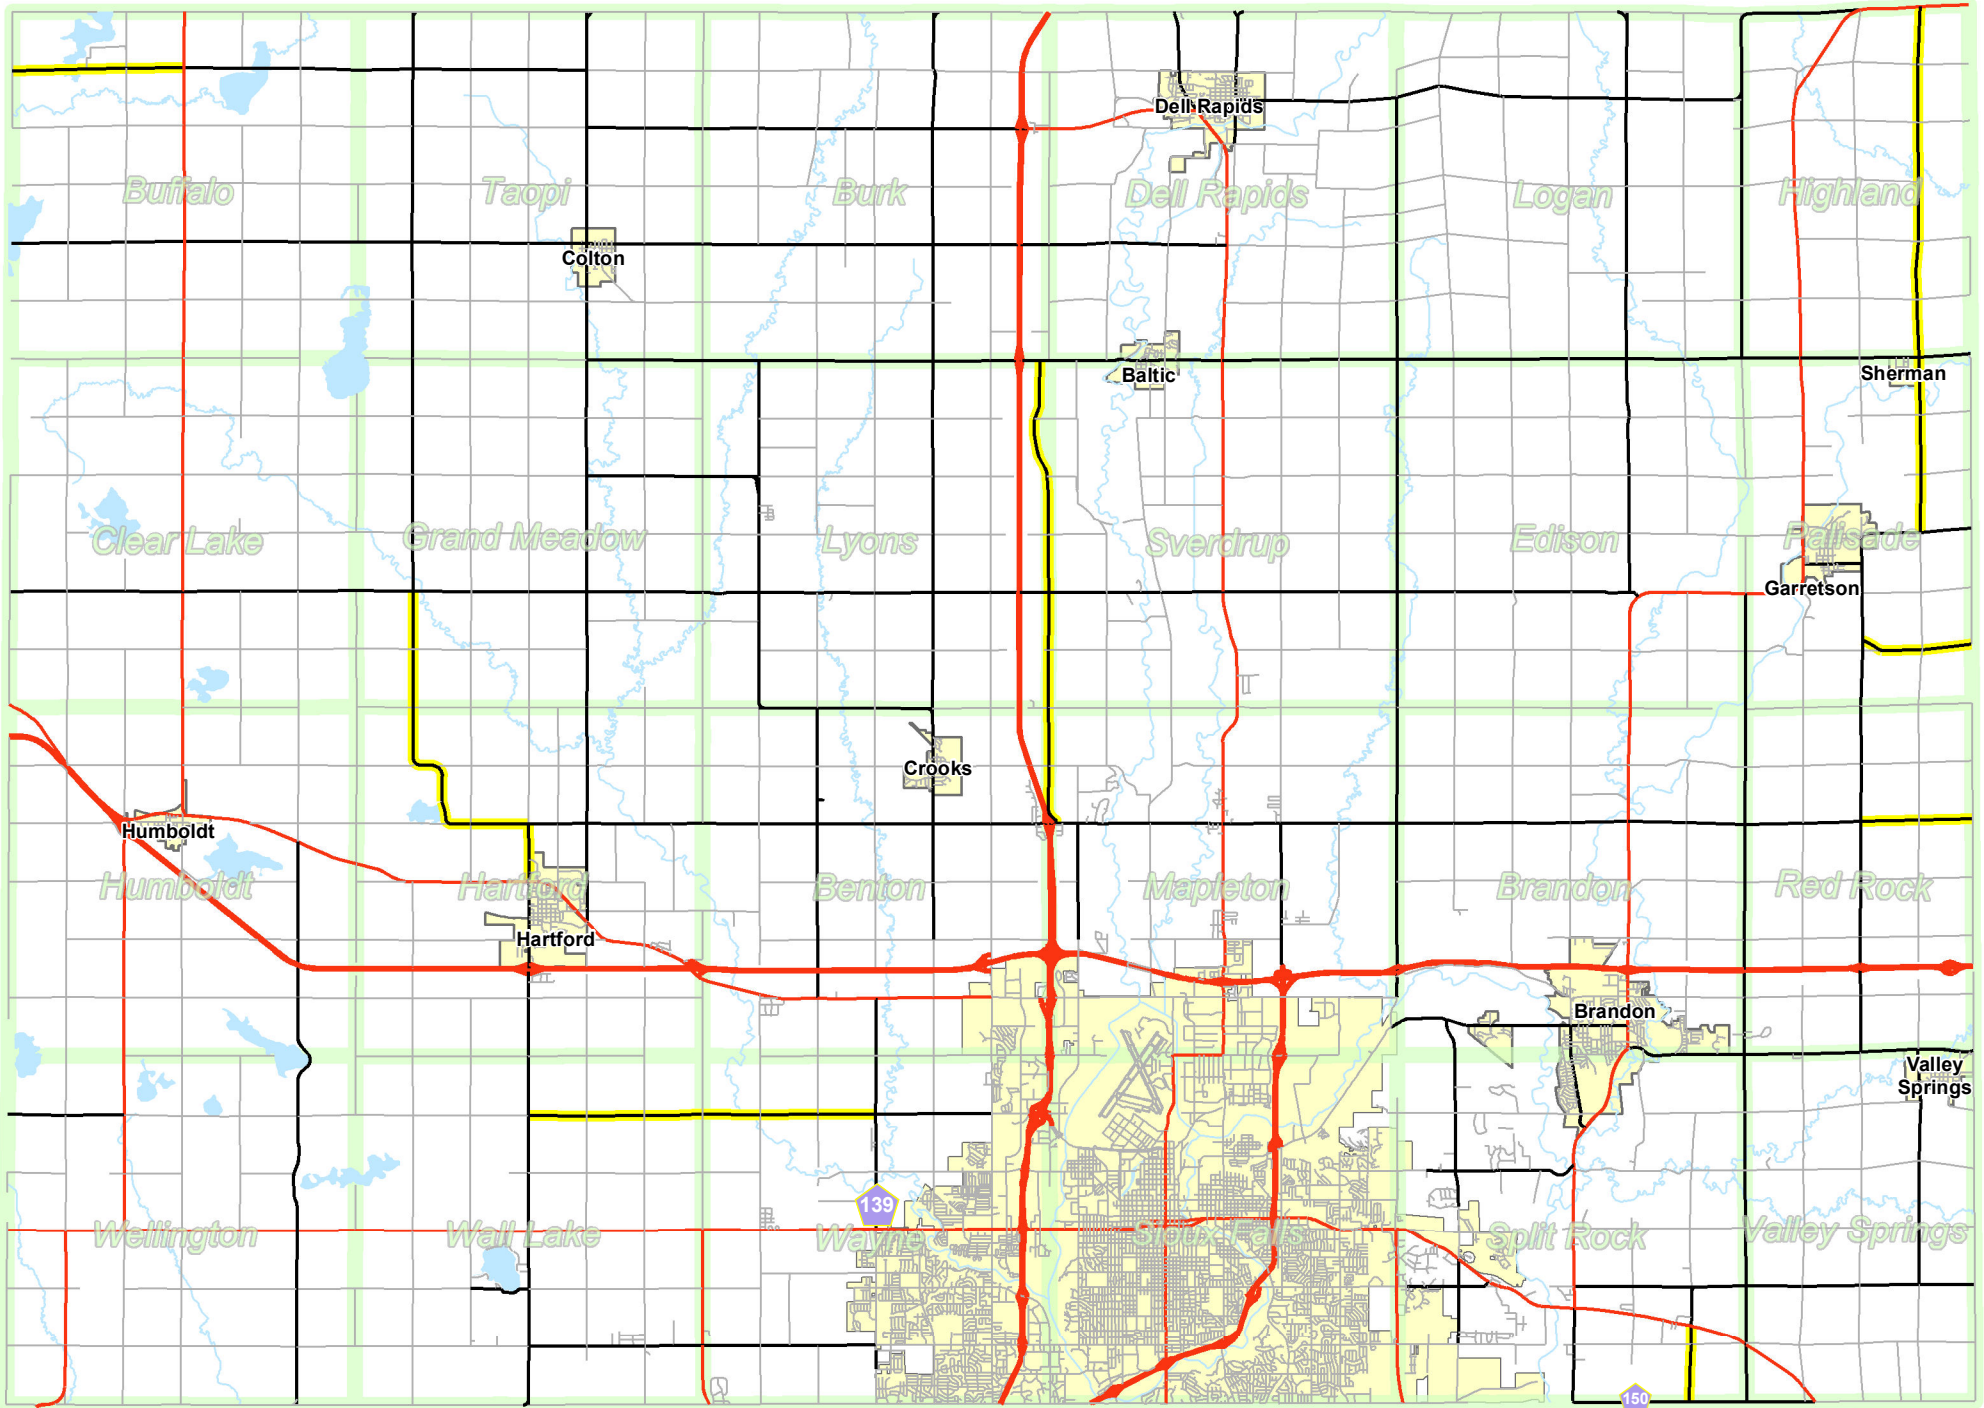 Dell Rapids
Buffalo
Taopi
Burk
Dell Rapids
Logan
Highland
Colton
Baltic
Sherman
Clear Lake
Grand Meadow
Lyons
Sverdrup
Edison
Palisade
Garretson
Crooks
Humboldt
Humboldt
Hartford
Benton
Mapleton
Brandon
Red Rock
Hartford
Brandon
Valley
Springs
139
Wellington
Wall Lake
Wayne
Sioux Falls
Split Rock
Valley Springs
150